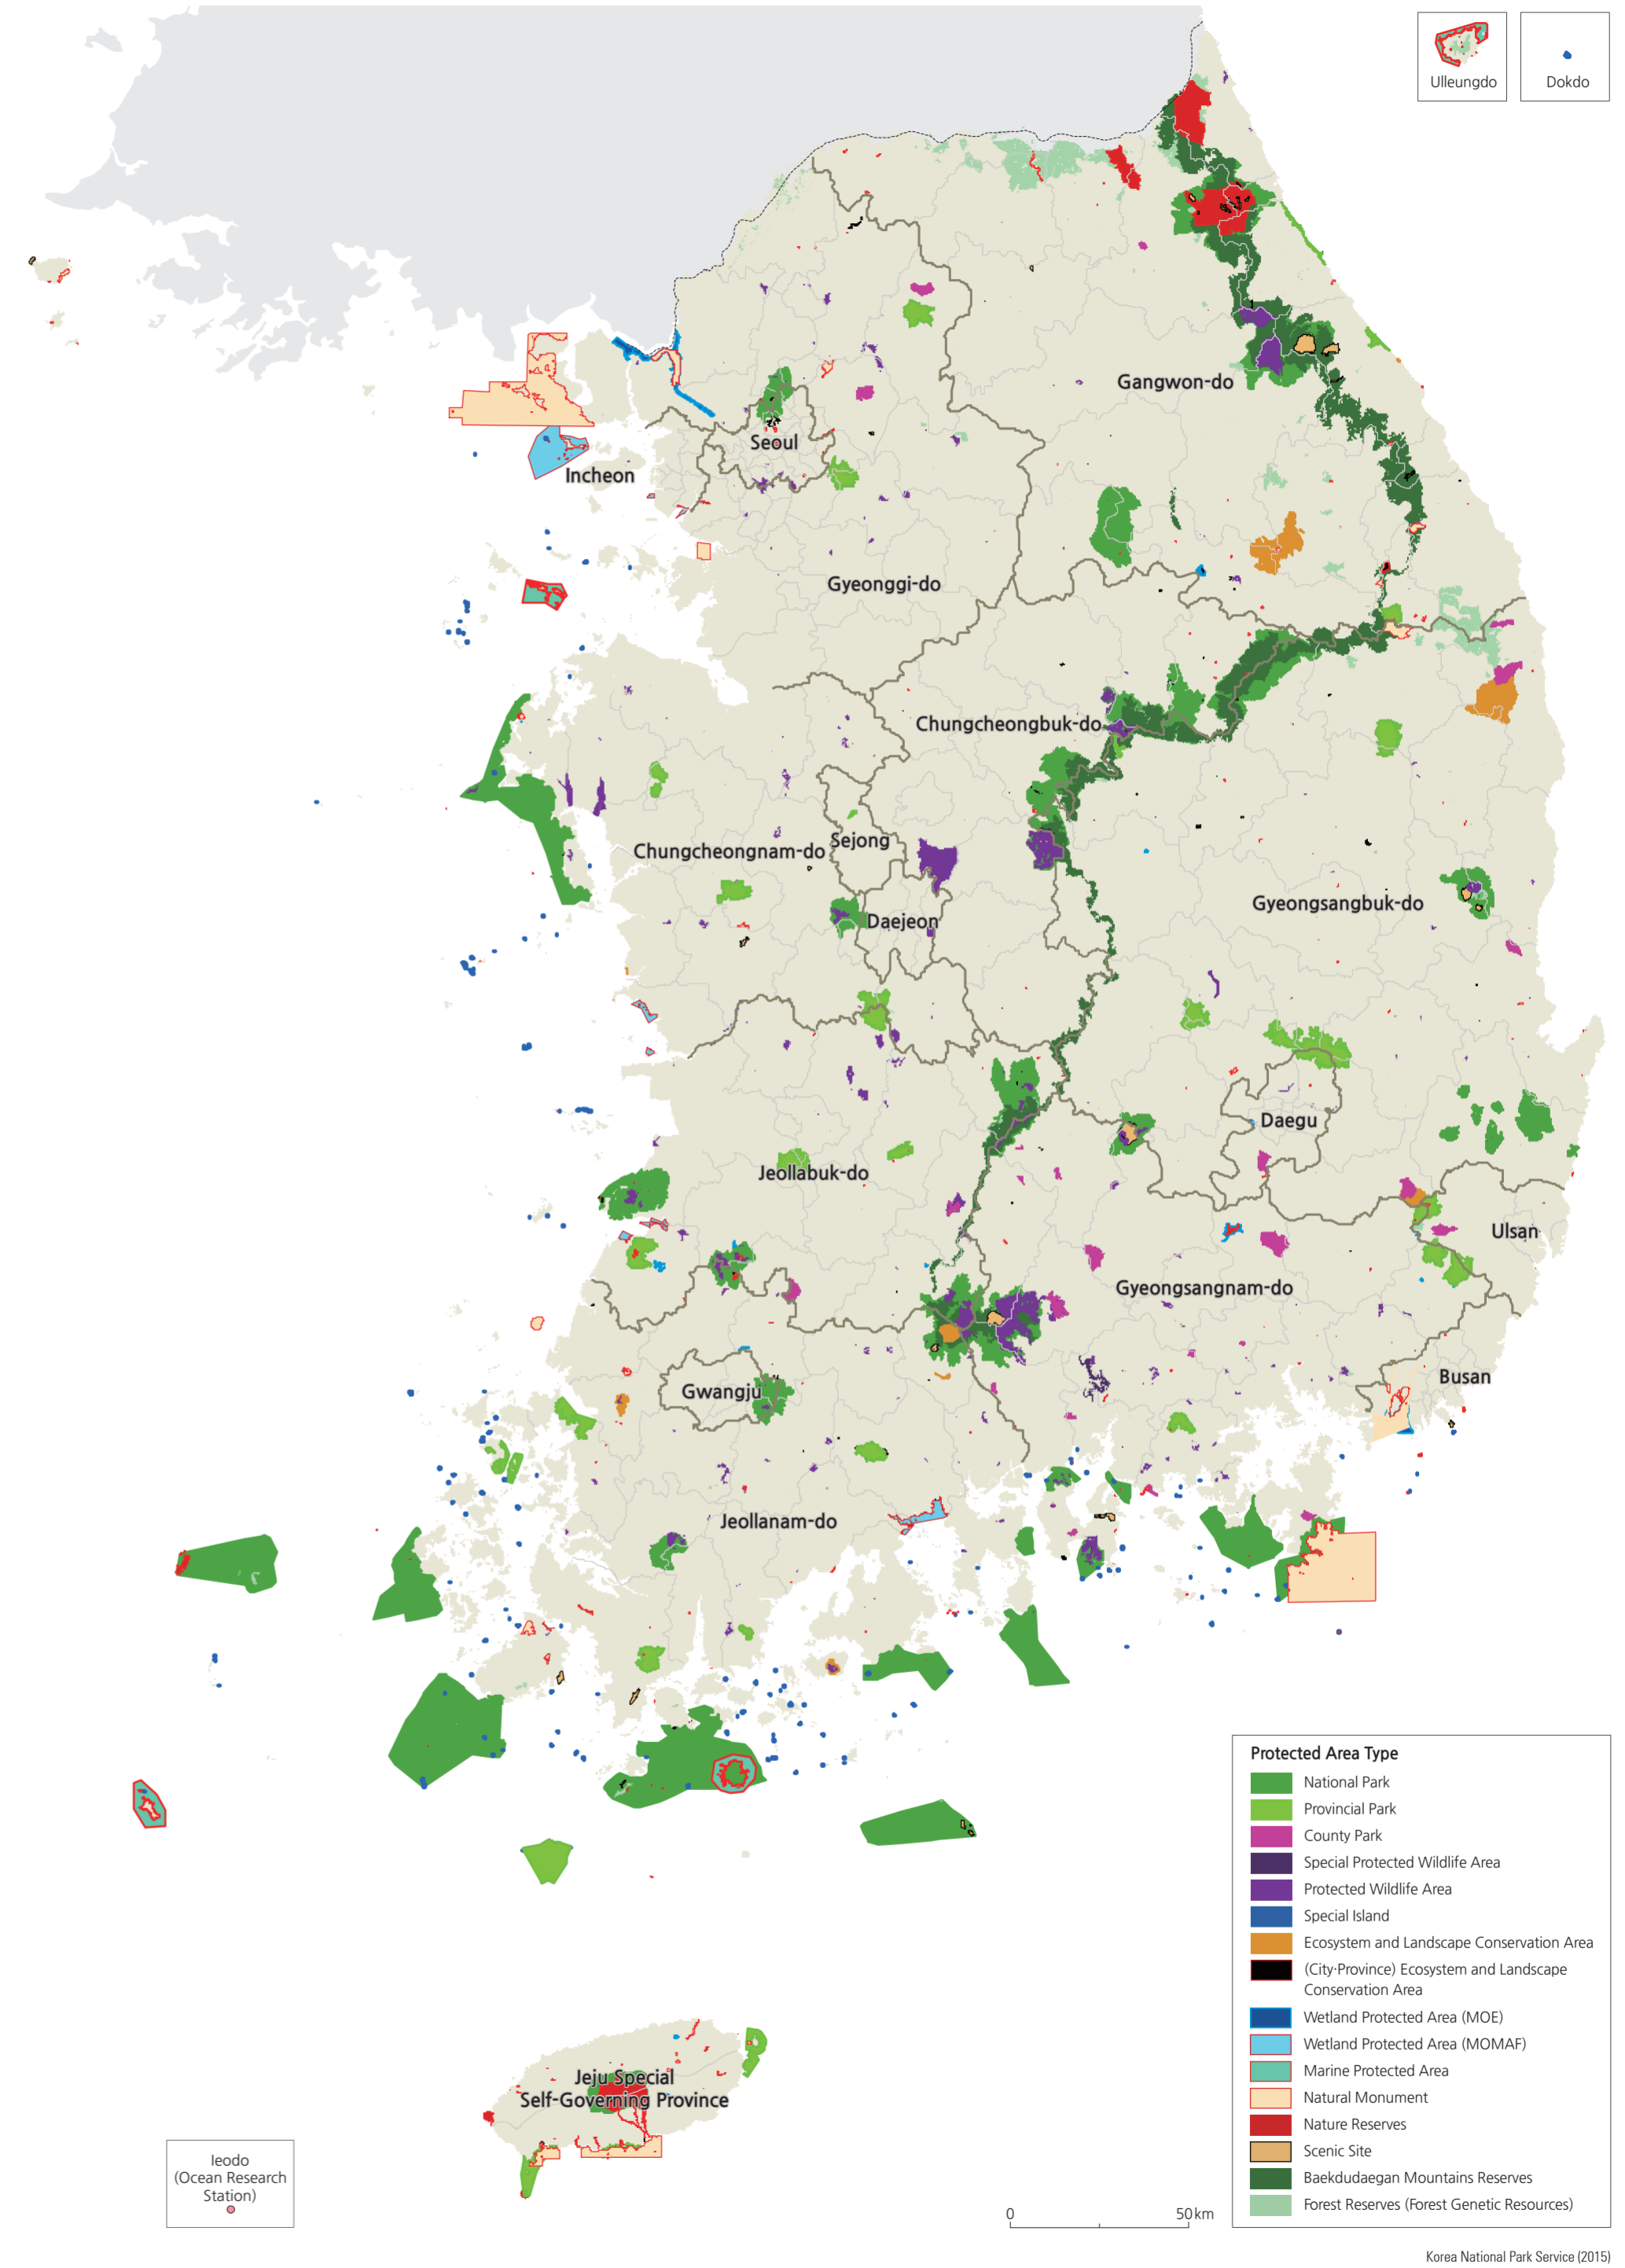 Ulleungdo
Dokdo
Gangwon-do
Seoul
Incheon
Gyeonggi-do
Chungcheongbuk-do
Sejong
Chungcheongnam-do
Gyeongsangbuk-do
Daejeon
Daegu
Jeollabuk-do
Ulsan
Gyeongsangnam-do
Busan
Gwangju
Jeollanam-do
Protected Area Type
National Park
Provincial Park
County Park
Special Protected Wildlife Area
Protected Wildlife Area
Special Island
Ecosystem and Landscape Conservation Area
(City·Province) Ecosystem and Landscape
Conservation Area
Wetland Protected Area (MOE)
Wetland Protected Area (MOMAF)
Marine Protected Area
Natural Monument
Nature Reserves
Scenic Site
Baekdudaegan Mountains Reserves
Forest Reserves (Forest Genetic Resources)
Jeju Special
Self-Governing Province
Ieodo
(Ocean Research
Station)
0 50 km
Korea National Park Service (2015)